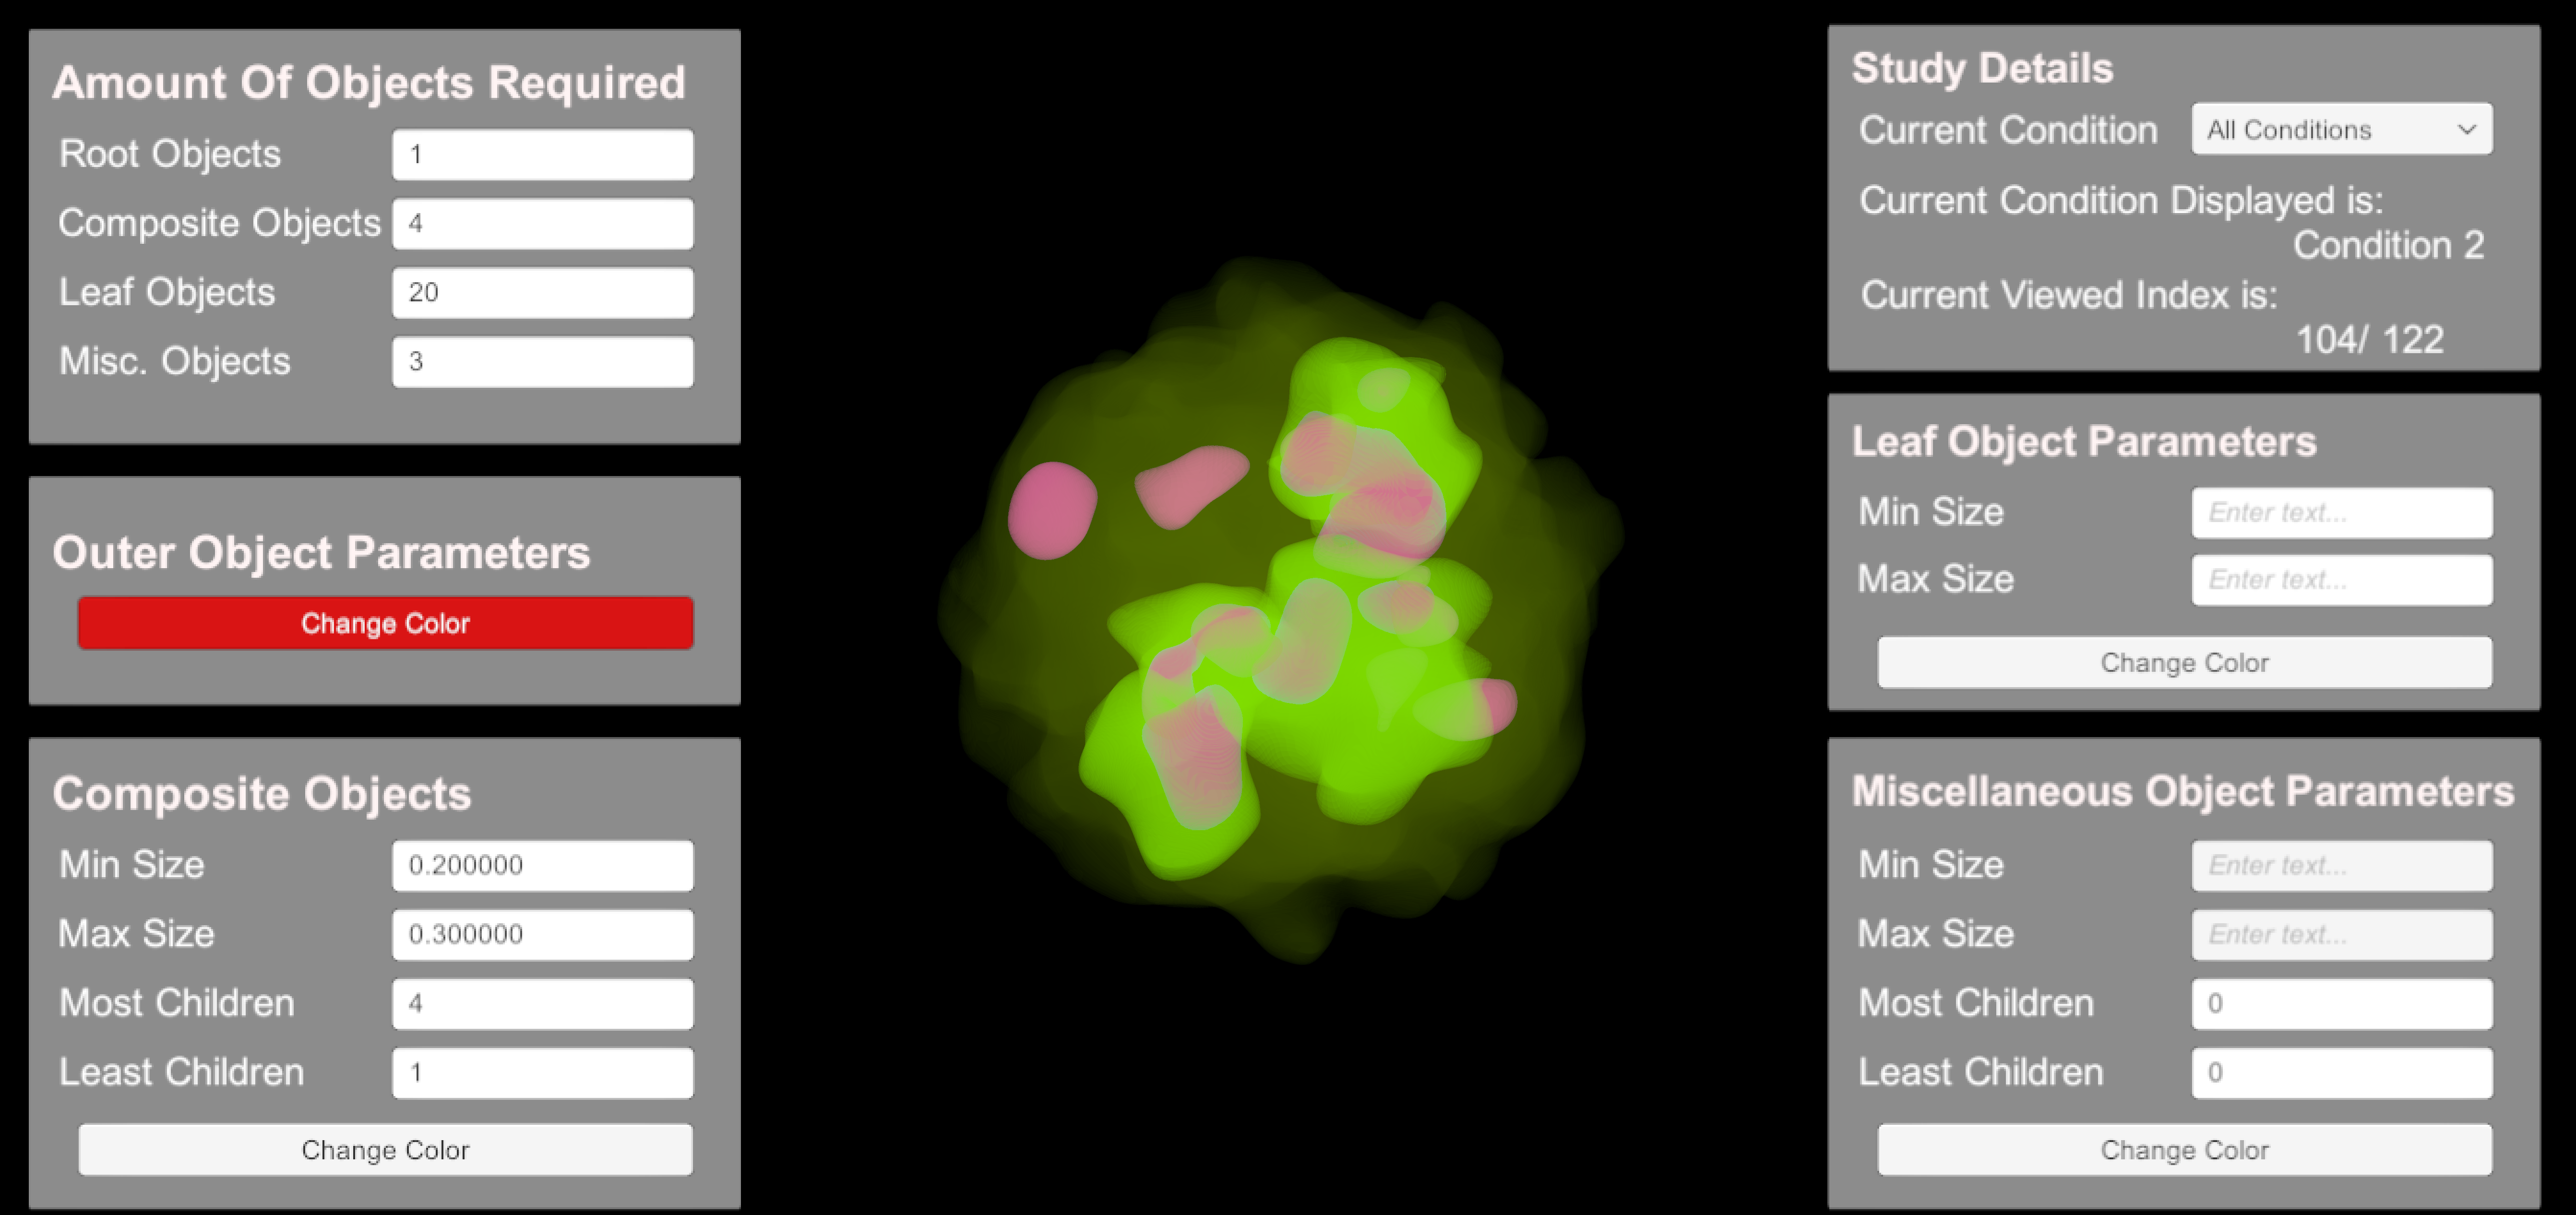 Amount Of Objects Required
Root Objects 1
Composite Objects 4
Leaf Objects 20
Misc. Objects 3
Outer Object Parameters
Change Color
Composite Objects
Min Size 0.200000
Max Size 0.300000
Most Children 4
Least Children 1
Change Color
Study Details
Current Condition All Conditions
Current Condition Displayed is:
Condition 2
Current Viewed Index is:
104/ 122
Leaf Object Parameters
Min Size Enter text...
Max Size Enter text...
Change Color
Miscellaneous Object Parameters
Min Size Enter text...
Max Size Enter text...
Most Children 0
Least Children 0
Change Color